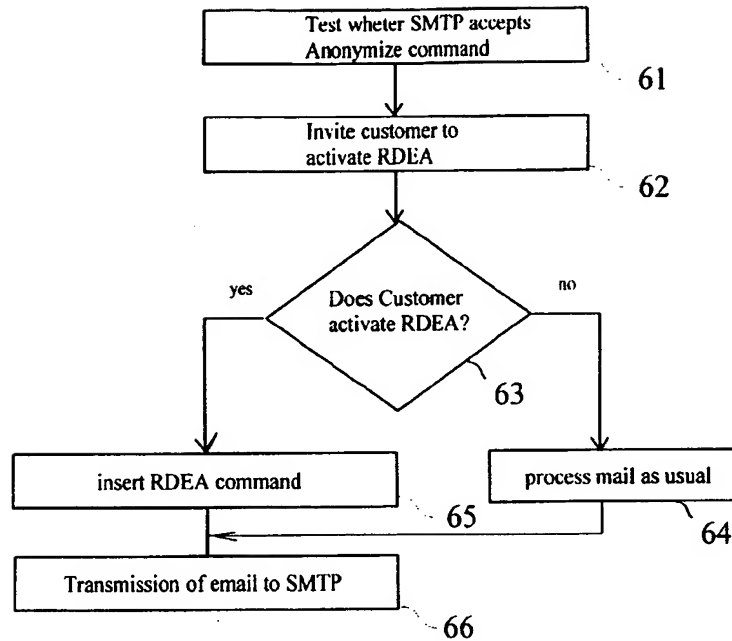 Test wheter SMTP accepts
Anonymize command
61
Invite customer to
activate RDEA
62
yes
no
Does Customer
activate RDEA?
63
insert RDEA command
65
process mail as usual
64
Transmission of email to SMTP
66